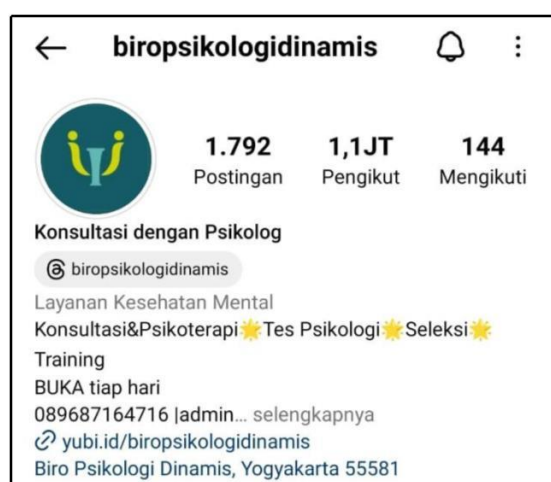 biropsikologidinamis
1.792 1,1JT 144
Postingan Pengikut Mengikuti
Konsultasi dengan Psikolog
biropsikologidinamis
Layanan Kesehatan Mental
Konsultasi&Psikoterapi🌟Tes Psikologi🌟Seleksi🌟
Training
BUKA tiap hari
089687164716 |admin... selengkapnya
yubi.id/biropsikologidinamis
Biro Psikologi Dinamis, Yogyakarta 55581